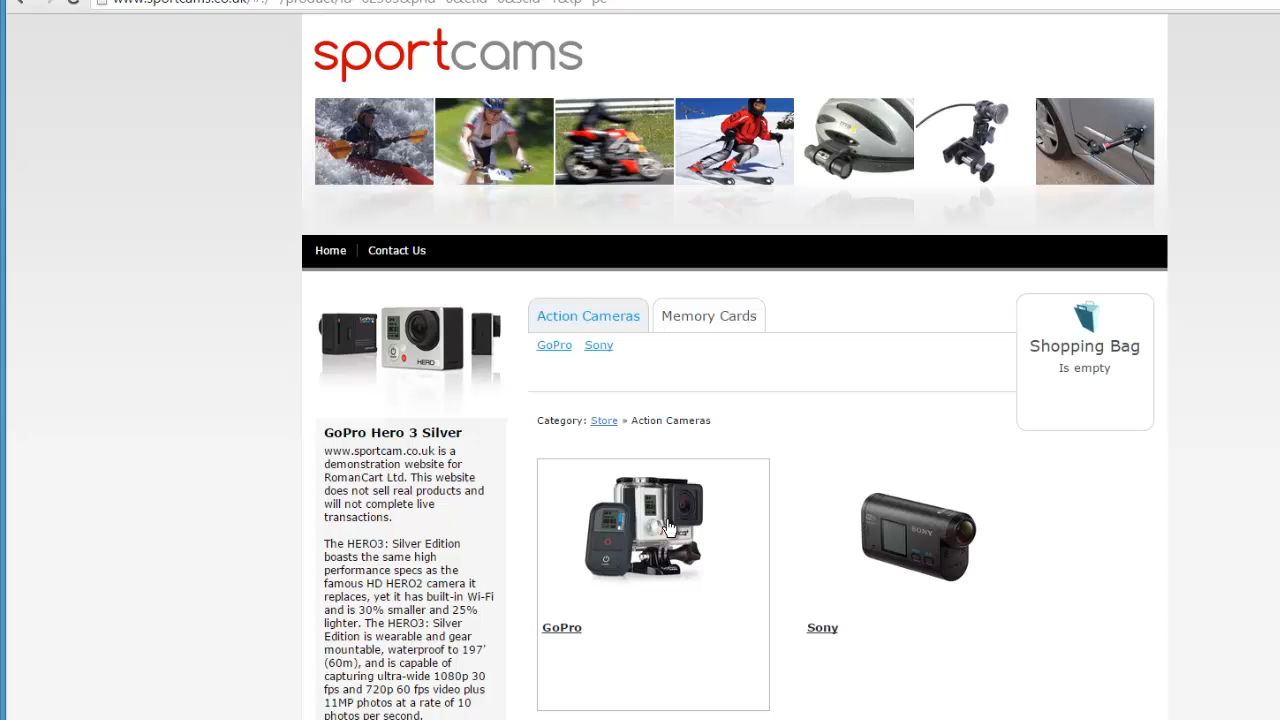 sportcams
Home
Contact Us
Action Cameras
Memory Cards
GoPro
Sony
Shopping Bag
Is empty
Category: Store » Action Cameras
HERO
GoPro Hero 3 Silver
www.sportcam.co.uk is a
demonstration website for
RomanCart Ltd. This website
does not sell real products and
will not complete live
transactions.
The HERO3: Silver Edition
boasts the same high
performance specs as the
famous HD HERO2 camera it
replaces, yet it has built-in Wi-Fi
and is 30% smaller and 25%
lighter. The HERO3: Silver
Edition is wearable and gear
mountable, waterproof to 197'
(60m), and is capable of
capturing ultra-wide 1080p 30
fps and 720p 60 fps video plus
11MP photos at a rate of 10
photos per second.
SONY
GoPro
Sony